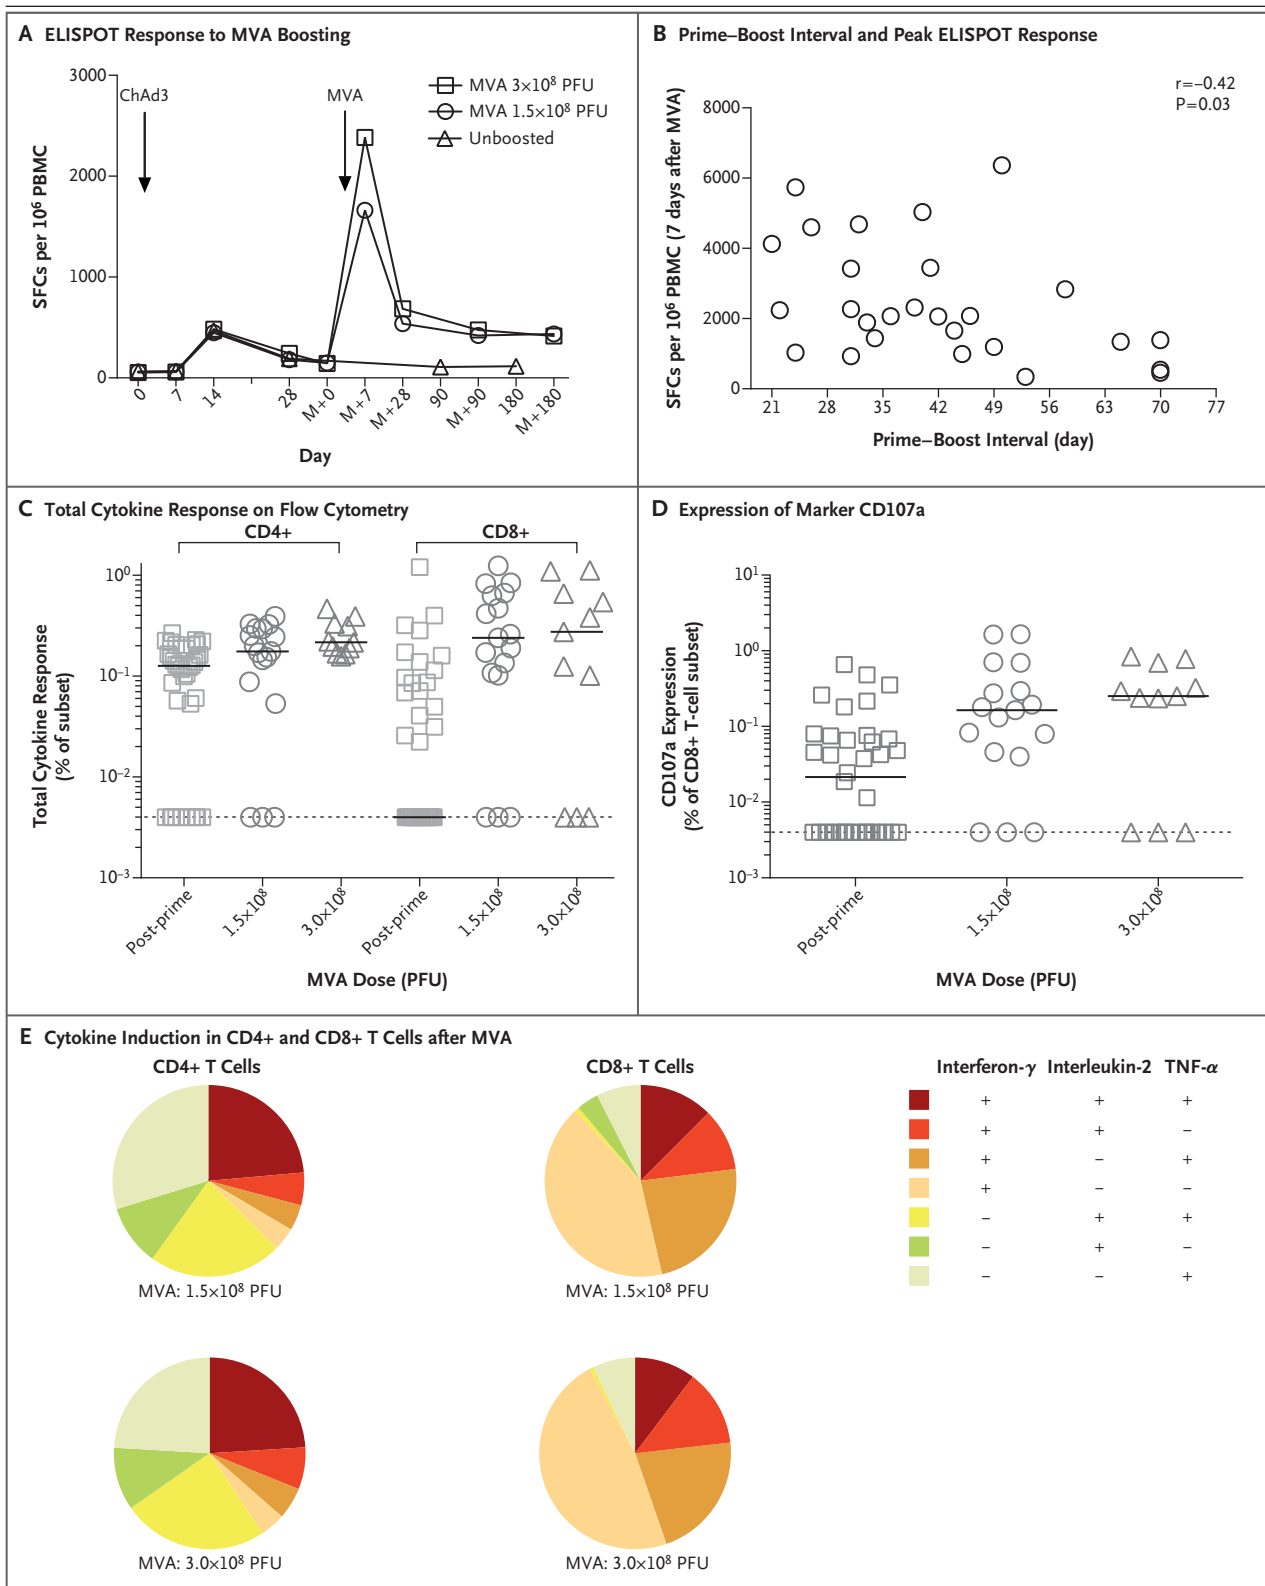 A ELISPOT Response to MVA Boosting
3000
2000
1000
0
SFCs per 10⁶ PBMC
ChAd3
MVA
MVA 3×10⁸ PFU
MVA 1.5×10⁸ PFU
Unboosted
0 7 14 28 M+0 M+7 M+28 90 M+90 180 M+180
Day
B Prime–Boost Interval and Peak ELISPOT Response
r=–0.42
P=0.03
8000
6000
4000
2000
0
SFCs per 10⁶ PBMC (7 days after MVA)
21 28 35 42 49 56 63 70 77
Prime–Boost Interval (day)
C Total Cytokine Response on Flow Cytometry
CD4+ CD8+
10⁰
10⁻¹
10⁻²
10⁻³
Total Cytokine Response
(% of subset)
Post-prime 1.5×10⁸ 3.0×10⁸ Post-prime 1.5×10⁸ 3.0×10⁸
MVA Dose (PFU)
D Expression of Marker CD107a
10¹
10⁰
10⁻¹
10⁻²
10⁻³
CD107a Expression
(% of CD8+ T-cell subset)
Post-prime 1.5×10⁸ 3.0×10⁸
MVA Dose (PFU)
E Cytokine Induction in CD4+ and CD8+ T Cells after MVA
CD4+ T Cells CD8+ T Cells
MVA: 1.5×10⁸ PFU MVA: 1.5×10⁸ PFU
MVA: 3.0×10⁸ PFU MVA: 3.0×10⁸ PFU
Interferon-γ Interleukin-2 TNF-α
+ + +
+ + –
+ – +
+ – –
– + +
– + –
– – +